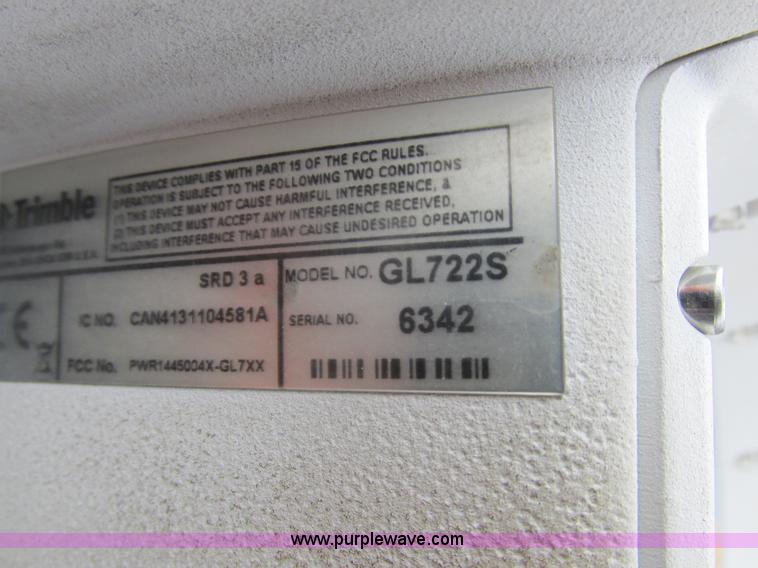 Trimble
THIS DEVICE COMPLIES WITH PART 15 OF THE FCC RULES.
OPERATION IS SUBJECT TO THE FOLLOWING TWO CONDITIONS
(1) THIS DEVICE MAY NOT CAUSE HARMFUL INTERFERENCE, a
(2) THIS DEVICE MUST ACCEPT ANY INTERFERENCE RECEIVED,
INCLUDING INTERFERENCE THAT MAY CAUSE UNDESIRED OPERATION
SRD 3 a
IC NO. CAN4131104581A
FCC No. PWR1445004X-GL7XX
MODEL NO. GL722S
SERIAL NO. 6342
CE
www.purplewave.com